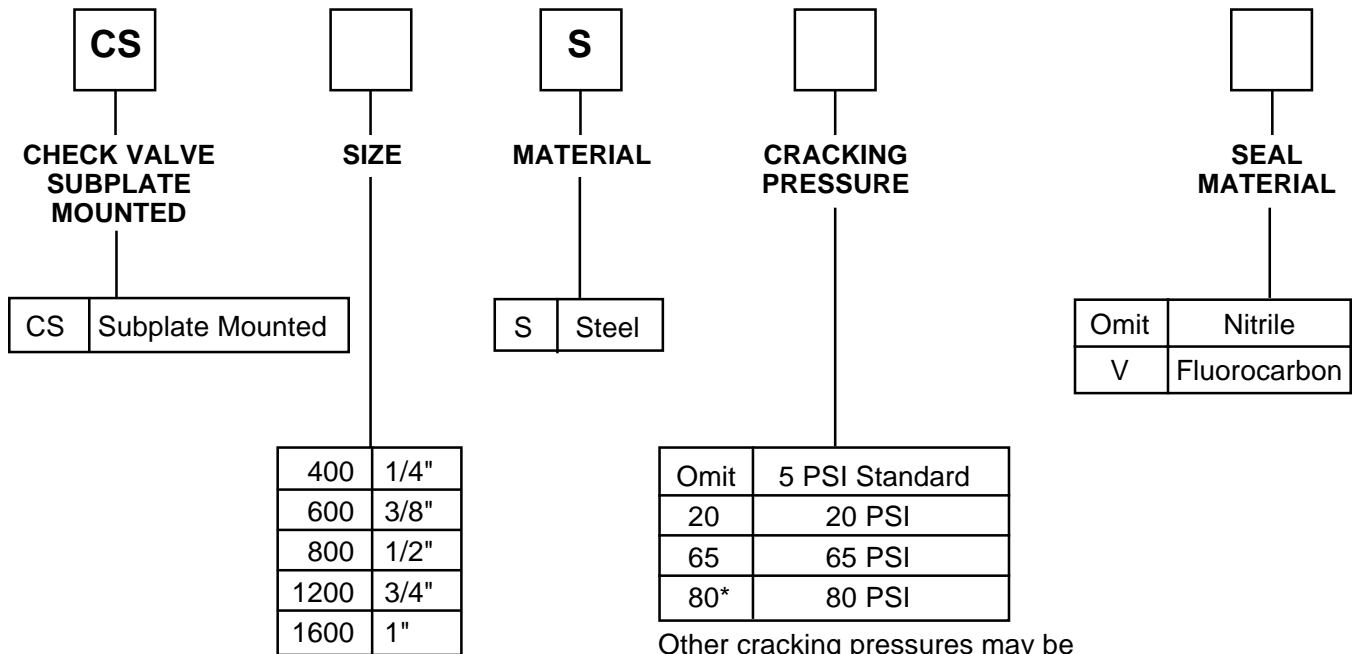 CS
S
CHECK VALVE
SUBPLATE
MOUNTED
SIZE
MATERIAL
CRACKING
PRESSURE
SEAL
MATERIAL
CS Subplate Mounted
S Steel
Omit Nitrile
V Fluorocarbon
400 1/4"
600 3/8"
800 1/2"
1200 3/4"
1600 1"
Omit 5 PSI Standard
20 20 PSI
65 65 PSI
80* 80 PSI
Other cracking pressures may be